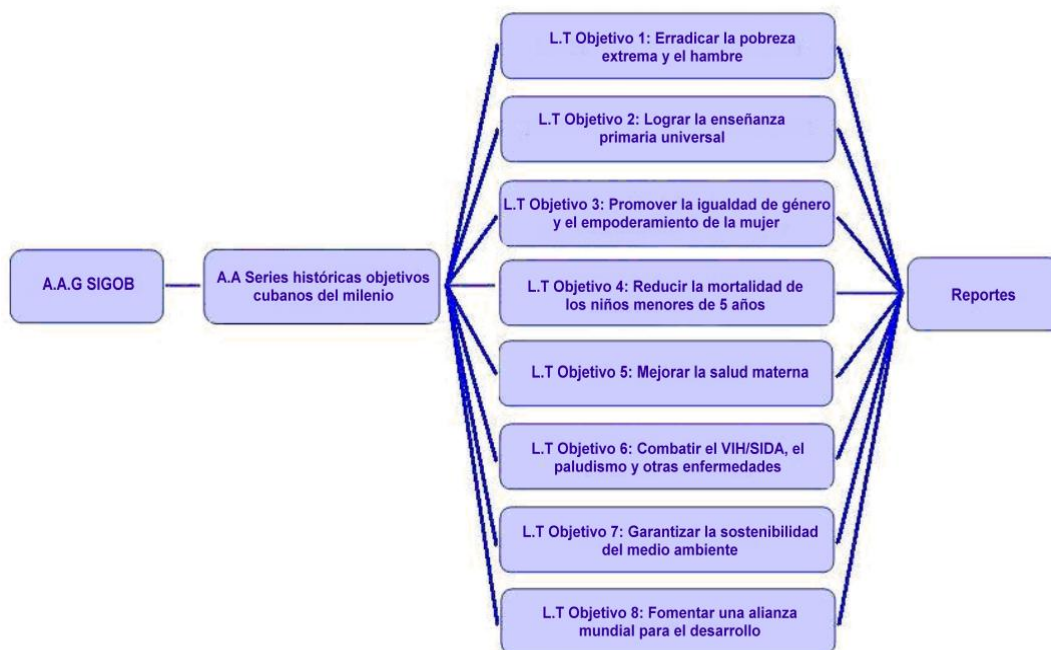 L.T Objetivo 1: Erradicar la pobreza
extrema y el hambre
L.T Objetivo 2: Lograr la enseñanza
primaria universal
L.T Objetivo 3: Promover la igualdad de género
y el empoderamiento de la mujer
A.A.G SIGOB
A.A Series históricas objetivos
cubanos del milenio
L.T Objetivo 4: Reducir la mortalidad de
los niños menores de 5 años
Reportes
L.T Objetivo 5: Mejorar la salud materna
L.T Objetivo 6: Combatir el VIH/SIDA, el
paludismo y otras enfermedades
L.T Objetivo 7: Garantizar la sostenibilidad
del medio ambiente
L.T Objetivo 8: Fomentar una alianza
mundial para el desarrollo